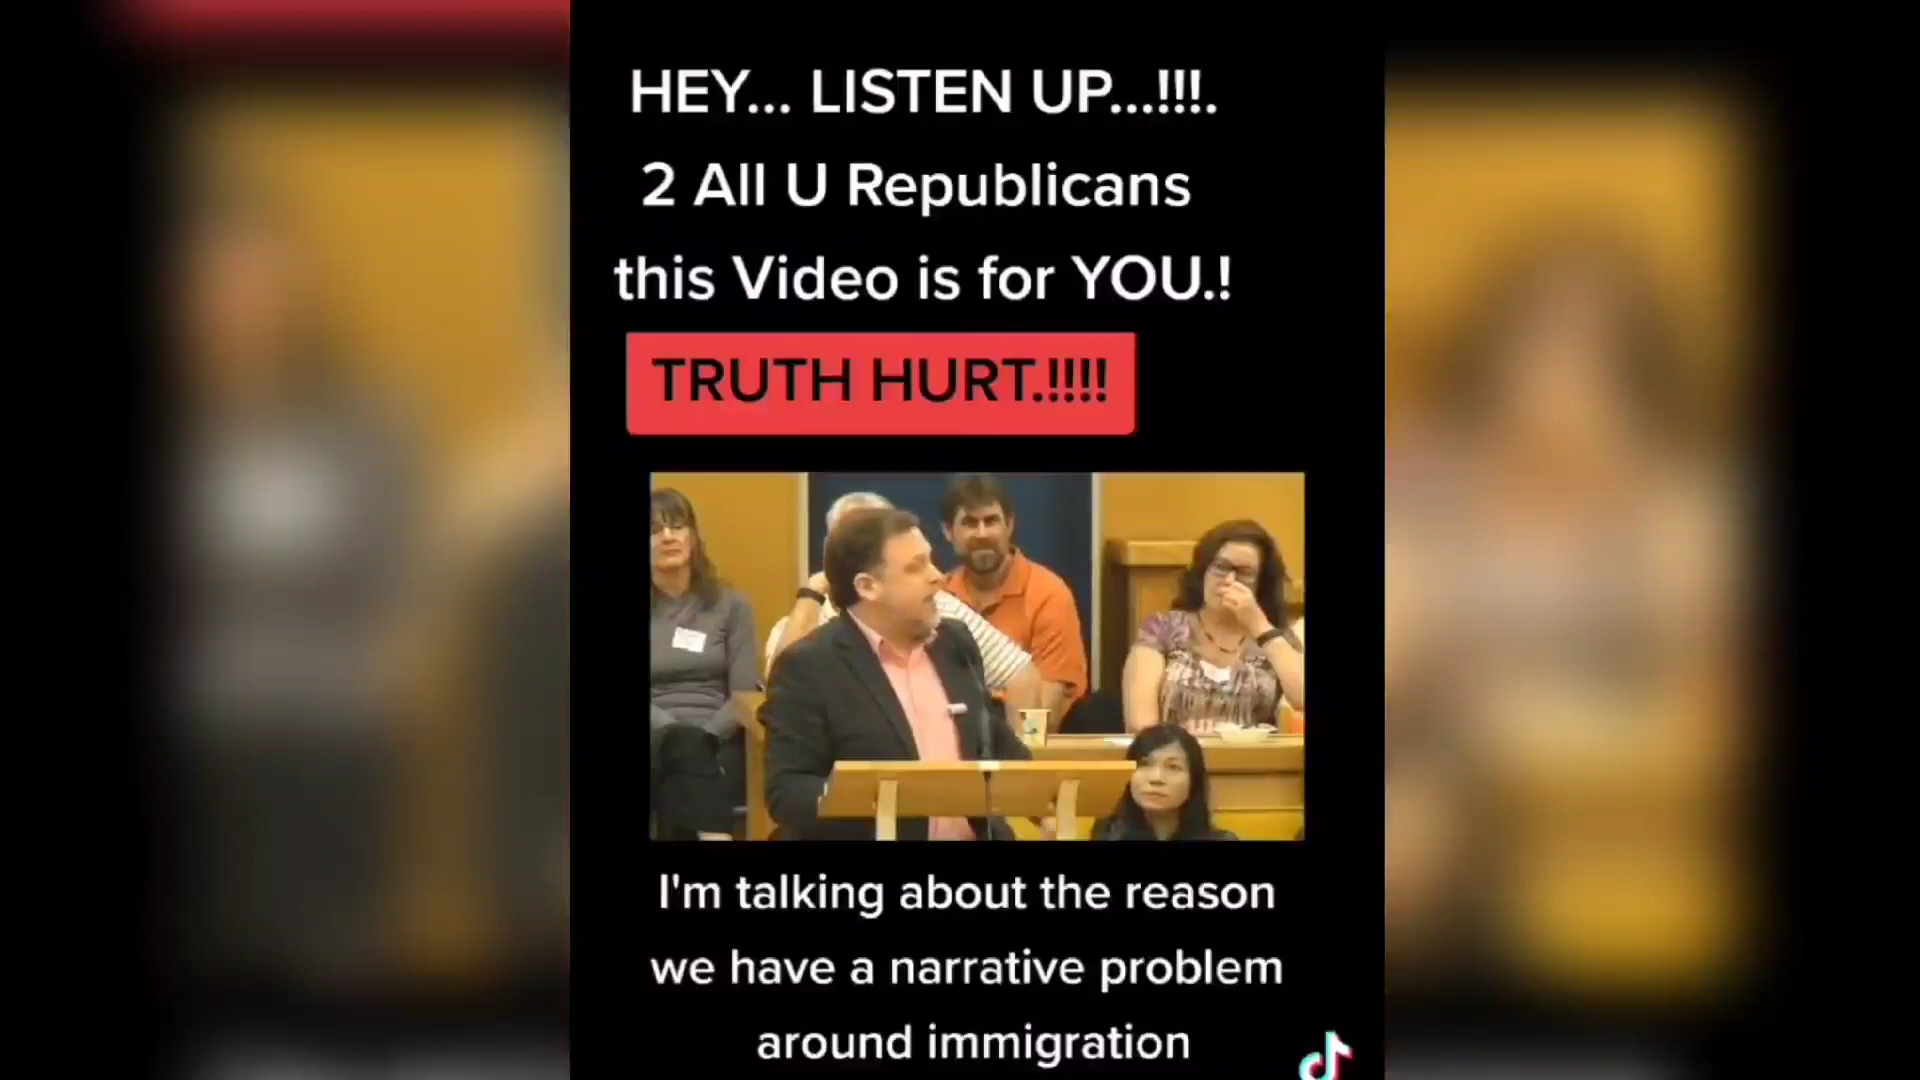 HEY... LISTEN UP...!!!.
2 All U Republicans
this Video is for YOU.!
TRUTH HURT.!!!!
I'm talking about the reason
we have a narrative problem
around immigration